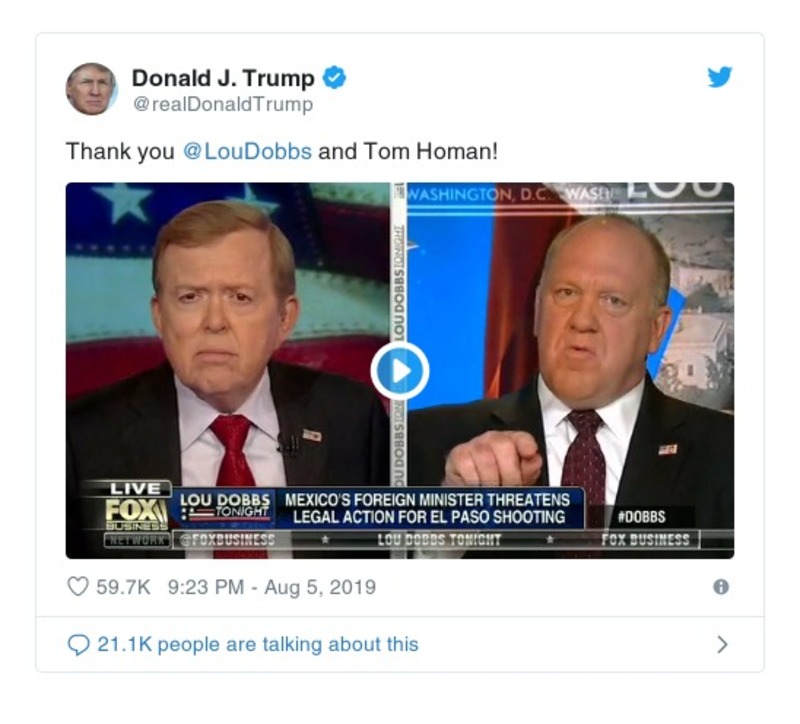 Donald J. Trump
@realDonaldTrump
Thank you @LouDobbs and Tom Homan!
WASHINGTON, D.C.
LOU
LOU DOBBS TONIGHT
LIVE
FOX
BUSINESS
NETWORK
LOU DOBBS
TONIGHT
MEXICO'S FOREIGN MINISTER THREATENS
LEGAL ACTION FOR EL PASO SHOOTING
#DOBBS
@FOXBUSINESS
LOU DOBBS TONIGHT
FOX BUSINESS
59.7K 9:23 PM - Aug 5, 2019
21.1K people are talking about this